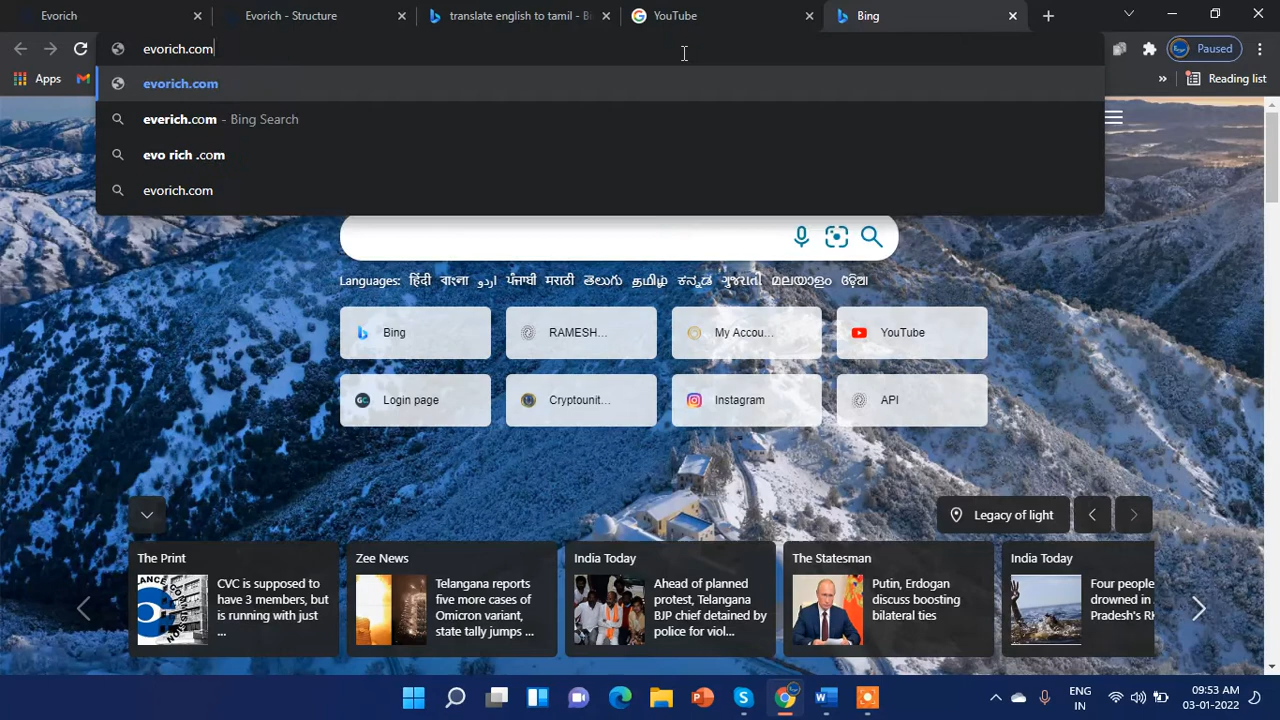 Evorich
Evorich - Structure
translate english to tamil - Bi
YouTube
Bing
evorich.com
Paused
Apps
Reading list
evorich.com
everich.com - Bing Search
evo rich .com
evorich.com
Languages: हिंदी বাংলা اردو ਪੰਜਾਬੀ मराठी తెలుగు தமிழ் ಕನ್ನಡ ગુજરાતી മലയാളം ଓଡ଼ିଆ
Bing
RAMESH...
My Accou...
YouTube
Login page
Cryptounit...
Instagram
API
Legacy of light
The Print
CVC is supposed to
have 3 members, but
is running with just
...
Zee News
Telangana reports
five more cases of
Omicron variant,
state tally jumps ...
India Today
Ahead of planned
protest, Telangana
BJP chief detained by
police for viol...
The Statesman
Putin, Erdogan
discuss boosting
bilateral ties
India Today
Four people
drowned in
Pradesh's
ENG
IN
09:53 AM
03-01-2022